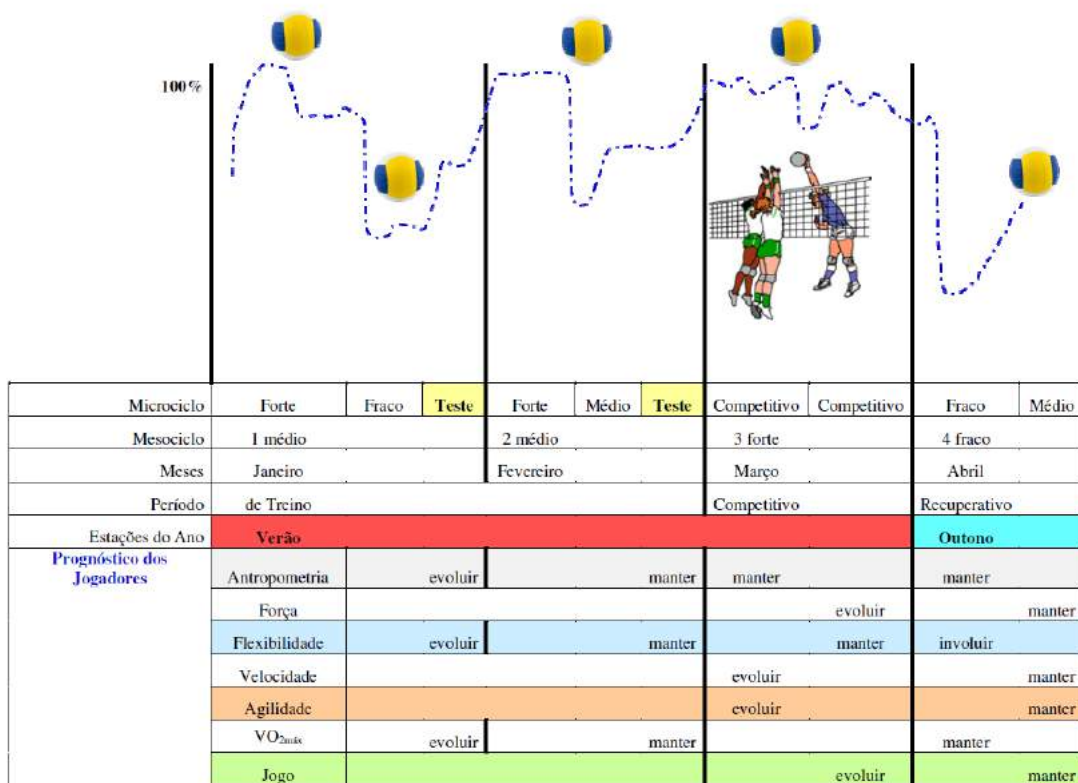 100%
Microciclo Forte Fraco Teste Forte Médio Teste Competitivo Competitivo Fraco Médio
Mesociclo 1 médio 2 médio 3 forte 4 fraco
Meses Janeiro Fevereiro Março Abril
Período de Treino Competitivo Recuperativo
Estações do Ano Verão Outono
Prognóstico dos
Jogadores
Antropometria evoluir manter manter manter
Força evoluir manter
Flexibilidade evoluir manter manter involuir
Velocidade evoluir manter
Agilidade evoluir manter
VO2máx evoluir manter manter
Jogo evoluir manter